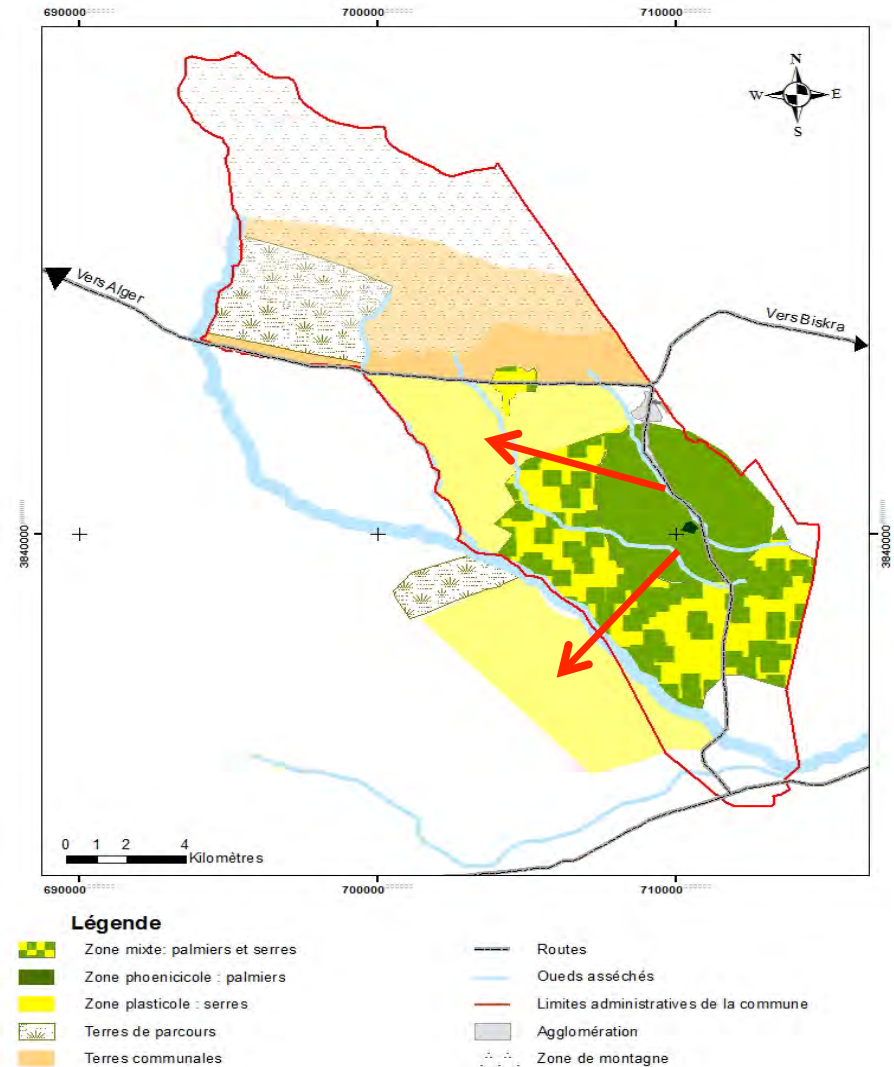 690000 700000 710000
N
W E
S
Vers Alger
Vers Biskra
3840000 3840000
0 1 2 4
Kilomètres
690000 700000 710000
Légende
Zone mixte: palmiers et serres
Zone phoenicicole : palmiers
Zone plasticole : serres
Terres de parcours
Terres communales
Routes
Oueds asséchés
Limites administratives de la commune
Agglomération
Zone de montagne